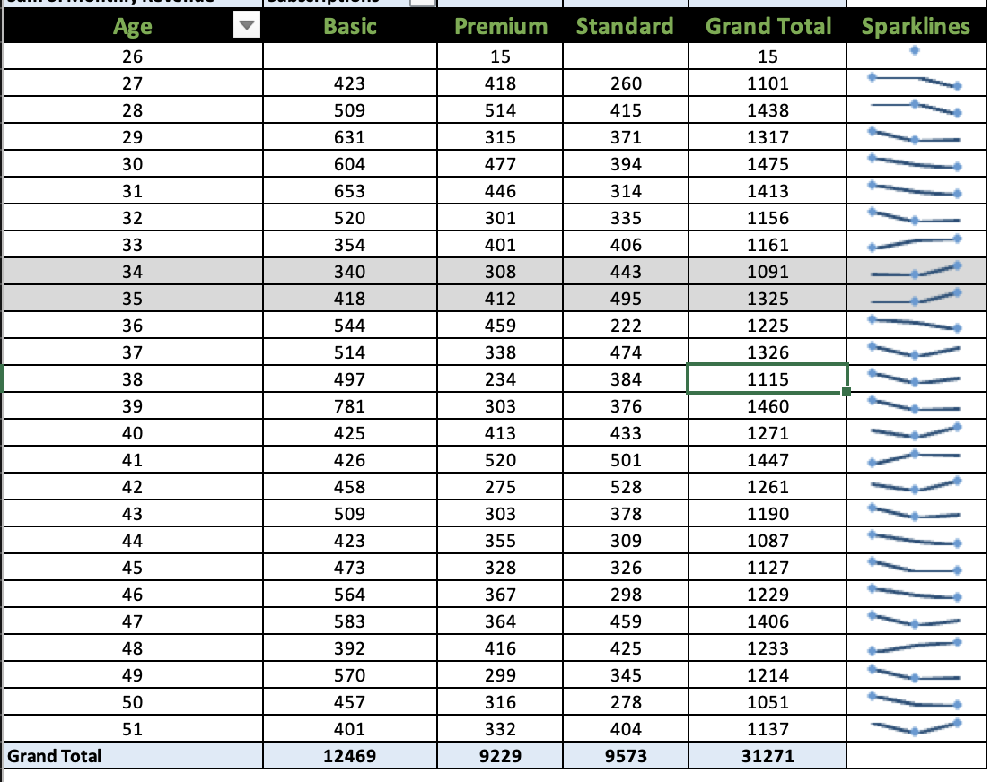 Sum of Monthly Revenue Subscriptions
Age Basic Premium Standard Grand Total Sparklines
26 15 15
27 423 418 260 1101
28 509 514 415 1438
29 631 315 371 1317
30 604 477 394 1475
31 653 446 314 1413
32 520 301 335 1156
33 354 401 406 1161
34 340 308 443 1091
35 418 412 495 1325
36 544 459 222 1225
37 514 338 474 1326
38 497 234 384 1115
39 781 303 376 1460
40 425 413 433 1271
41 426 520 501 1447
42 458 275 528 1261
43 509 303 378 1190
44 423 355 309 1087
45 473 328 326 1127
46 564 367 298 1229
47 583 364 459 1406
48 392 416 425 1233
49 570 299 345 1214
50 457 316 278 1051
51 401 332 404 1137
Grand Total 12469 9229 9573 31271